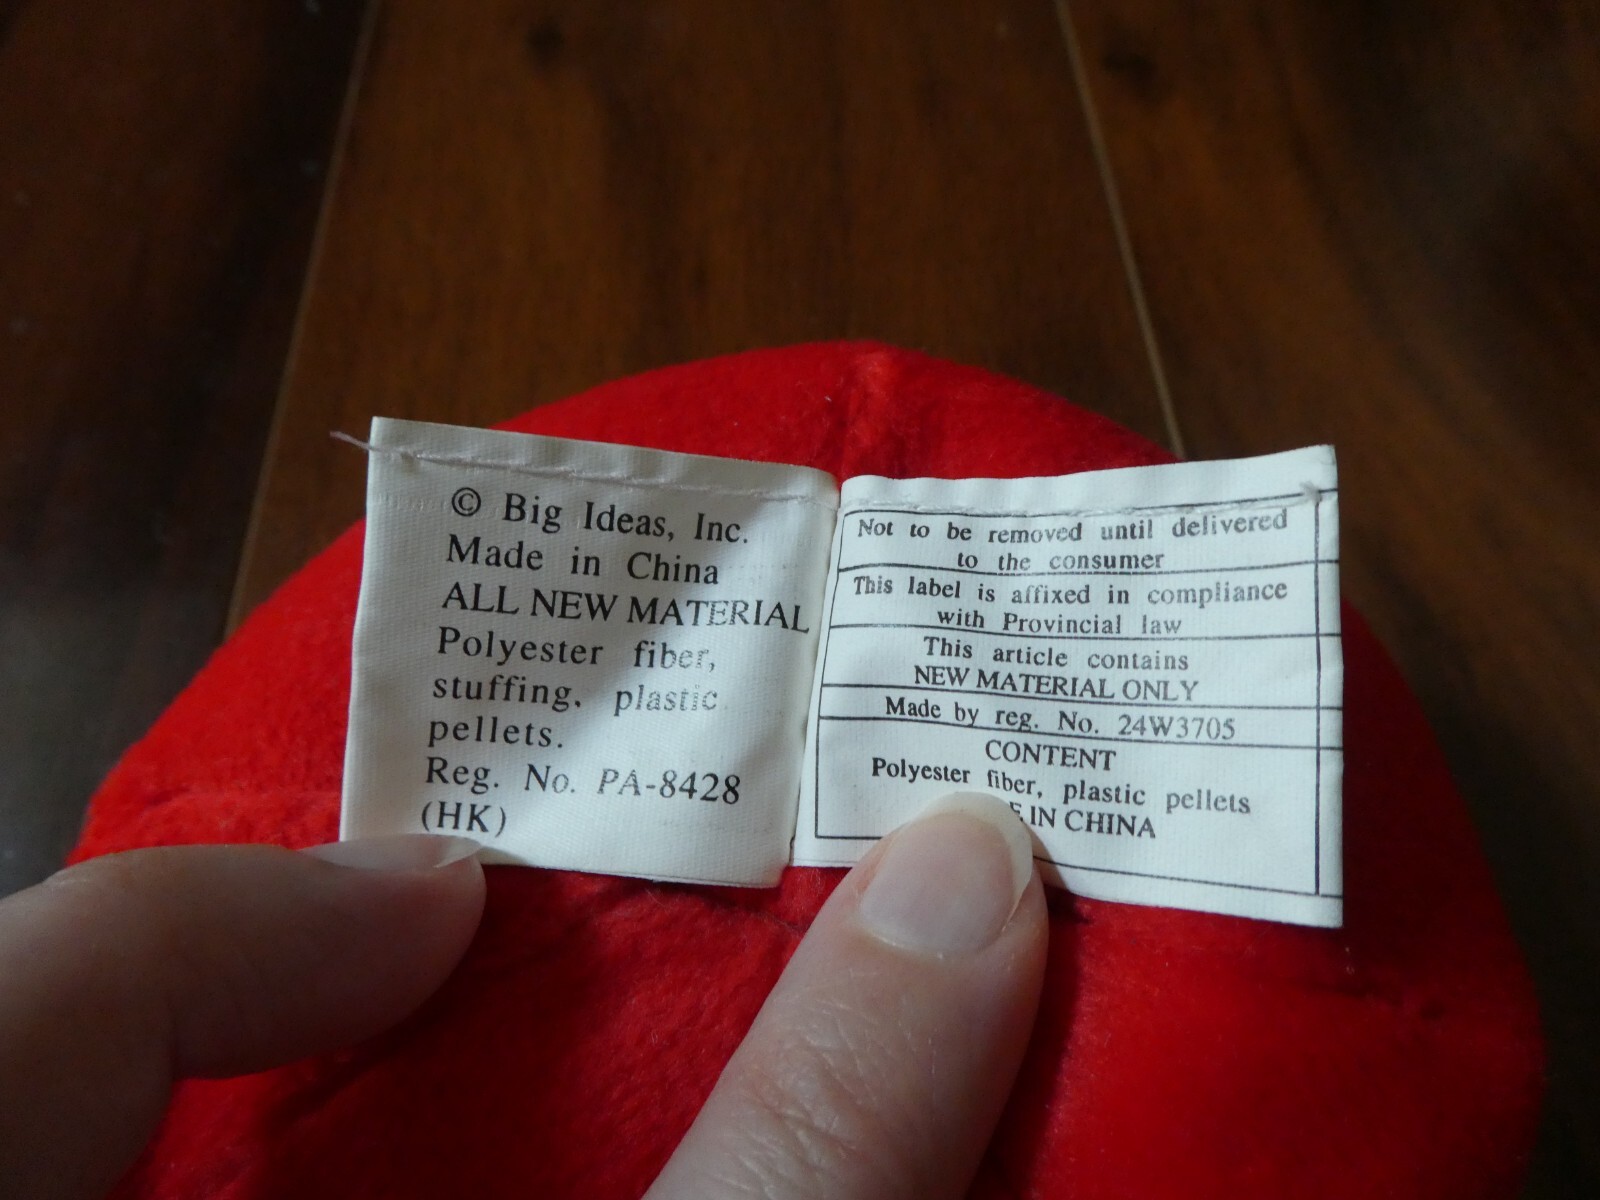 © Big Ideas, Inc.
Made in China
ALL NEW MATERIAL
Polyester fiber,
stuffing, plastic
pellets.
Reg. No. PA-8428
(HK)
Not to be removed until delivered
to the consumer
This label is affixed in compliance
with Provincial law
This article contains
NEW MATERIAL ONLY
Made by reg. No. 24W3705
CONTENT
Polyester fiber, plastic pellets
IN CHINA